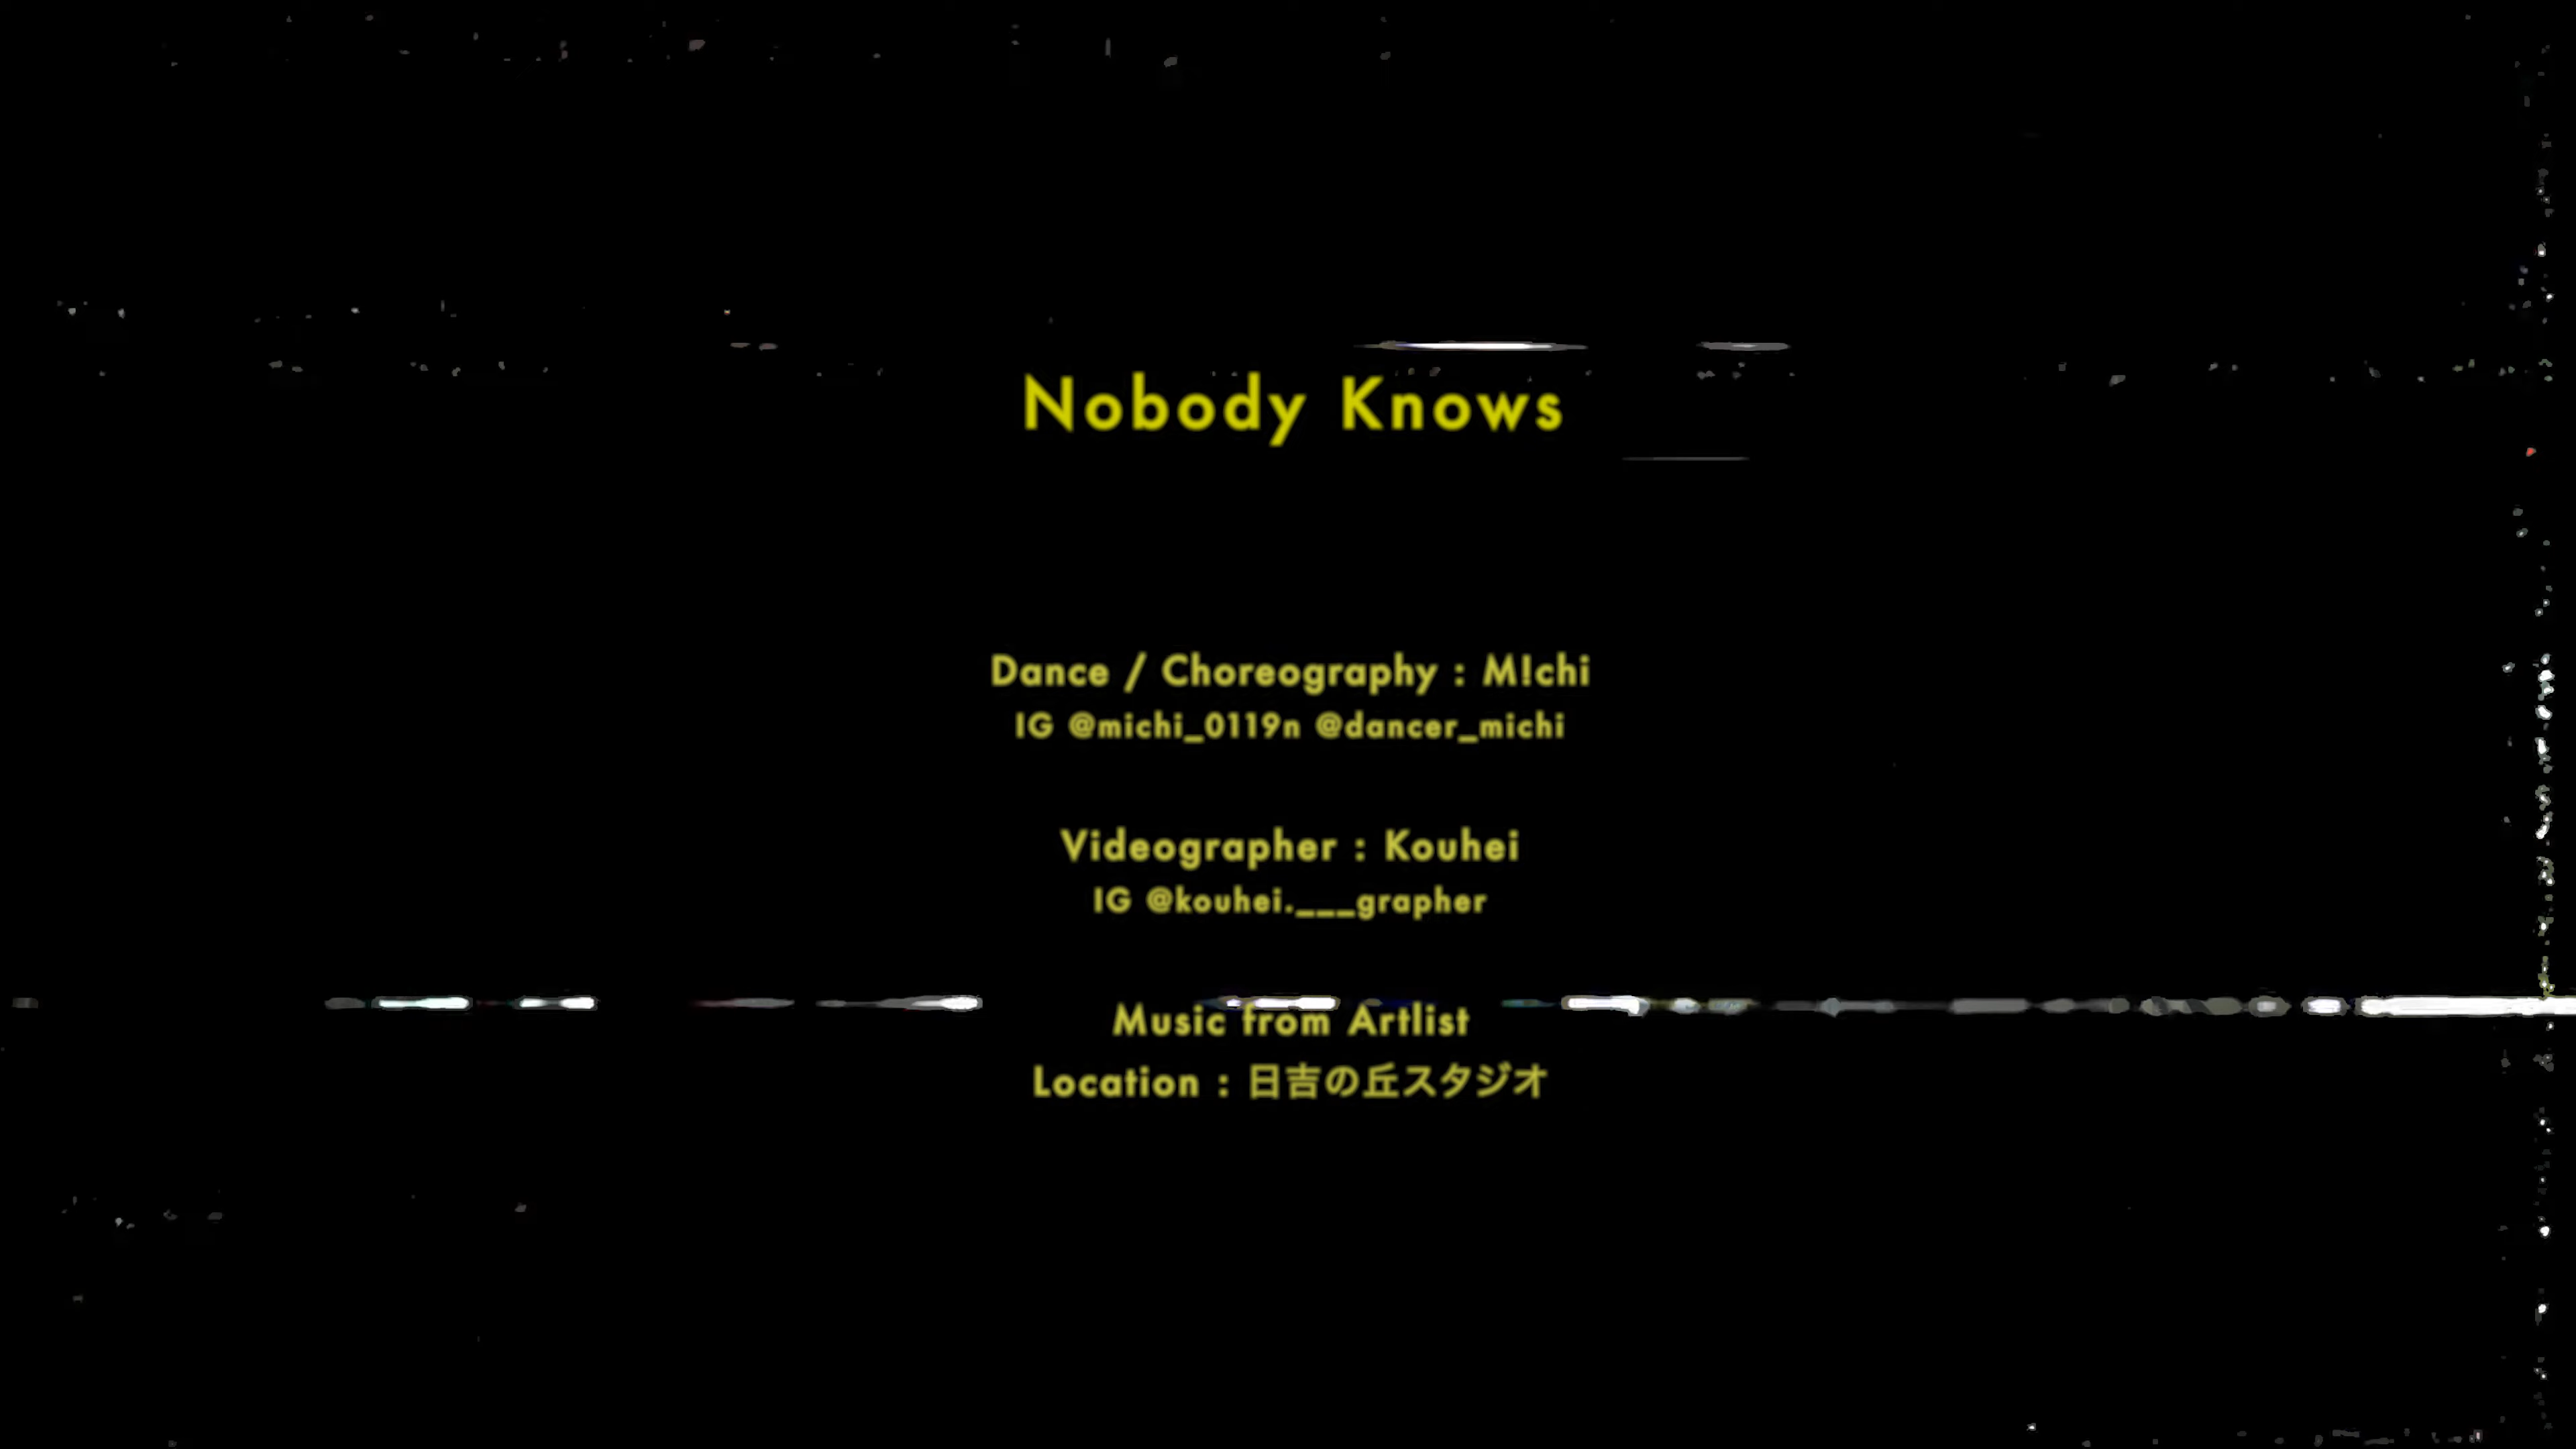 Nobody Knows
Dance / Choreography : M!chi
IG @michi_0119n @dancer_michi
Videographer : Kouhei
IG @kouhei.___grapher
Music from Artlist
Location : 日吉の丘スタジオ